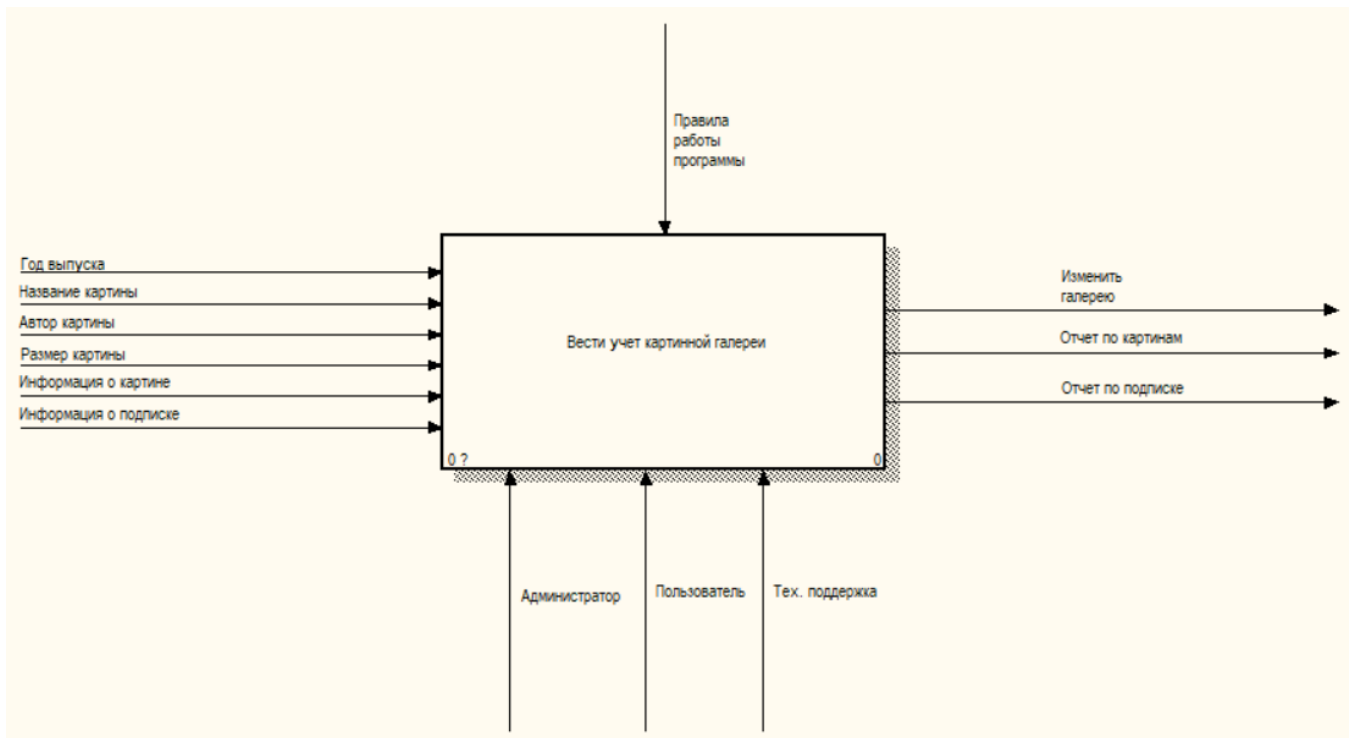 Правила
работы
программы
Год выпуска
Название картины
Автор картины
Размер картины
Информация о картине
Информация о подписке
Вести учет картинной галереи
0 ?
0
Изменить
галерею
Отчет по картинам
Отчет по подписке
Администратор
Пользователь
Тех. поддержка